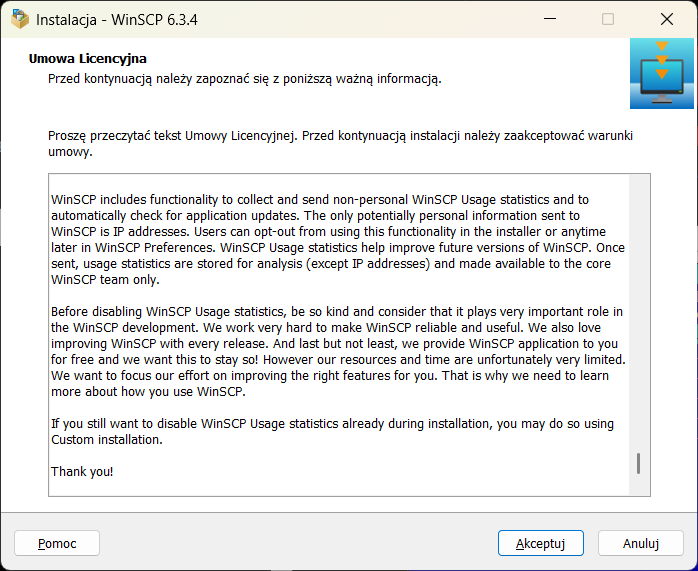 Instalacja - WinSCP 6.3.4
Umowa Licencyjna
Przed kontynuacją należy zapoznać się z poniższą ważną informacją.
Proszę przeczytać tekst Umowy Licencyjnej. Przed kontynuacją instalacji należy zaakceptować warunki
umowy.
WinSCP includes functionality to collect and send non-personal WinSCP Usage statistics and to
automatically check for application updates. The only potentially personal information sent to
WinSCP is IP addresses. Users can opt-out from using this functionality in the installer or anytime
later in WinSCP Preferences. WinSCP Usage statistics help improve future versions of WinSCP. Once
sent, usage statistics are stored for analysis (except IP addresses) and made available to the core
WinSCP team only.
Before disabling WinSCP Usage statistics, be so kind and consider that it plays very important role in
the WinSCP development. We work very hard to make WinSCP reliable and useful. We also love
improving WinSCP with every release. And last but not least, we provide WinSCP application to you
for free and we want this to stay so! However our resources and time are unfortunately very limited.
We want to focus our effort on improving the right features for you. That is why we need to learn
more about how you use WinSCP.
If you still want to disable WinSCP Usage statistics already during installation, you may do so using
Custom installation.
Thank you!
Pomoc
Akceptuj
Anuluj